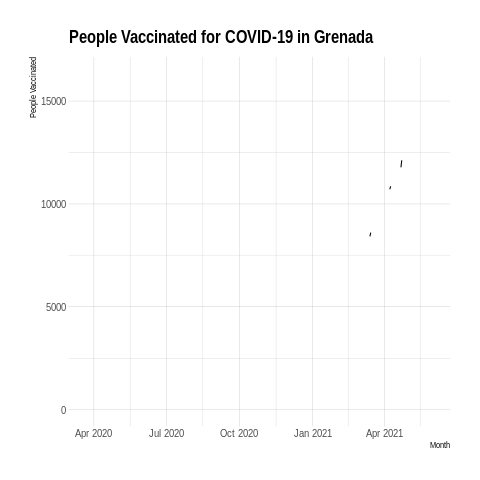 People Vaccinated for COVID-19 in Grenada
People Vaccinated
15000
10000
5000
0
Apr 2020 Jul 2020 Oct 2020 Jan 2021 Apr 2021
Month